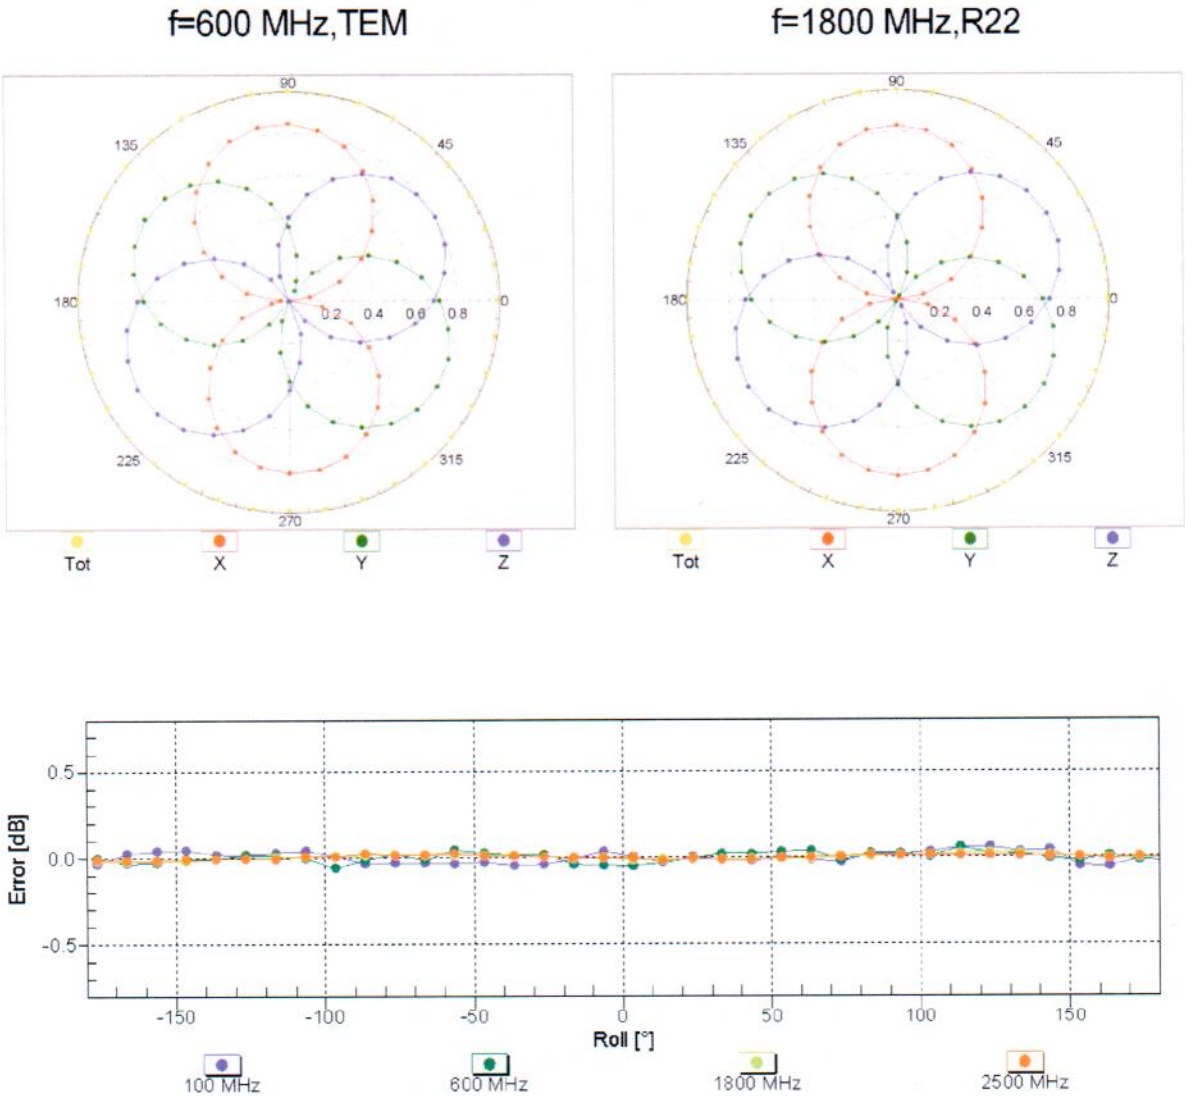 f=600 MHz,TEM
f=1800 MHz,R22
90
135
45
180
0
0.2 0.4 0.6 0.8
225
315
270
Tot X Y Z
90
135
45
180
0
0.2 0.4 0.6 0.8
225
315
270
Tot X Y Z
Error [dB]
0.5
0.0
-0.5
-150 -100 -50 0 50 100 150
Roll [°]
100 MHz 600 MHz 1800 MHz 2500 MHz